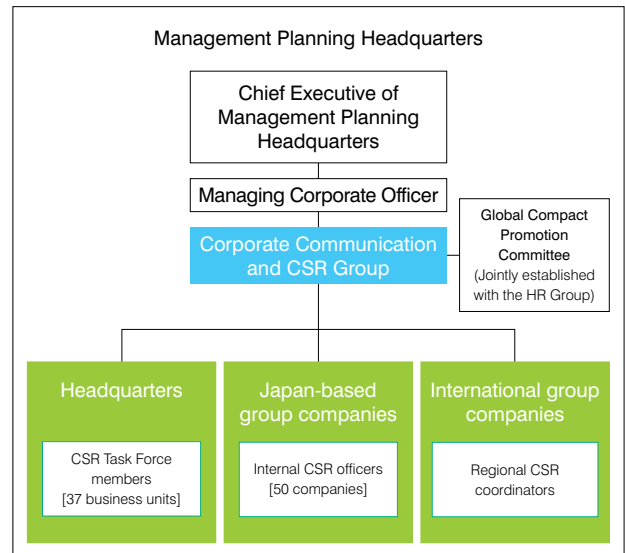 Management Planning Headquarters
Chief Executive of
Management Planning
Headquarters
Managing Corporate Officer
Corporate Communication
and CSR Group
Global Compact
Promotion
Committee
(Jointly established
with the HR Group)
Headquarters
CSR Task Force
members
[37 business units]
Japan-based
group companies
Internal CSR officers
[50 companies]
International group
companies
Regional CSR
coordinators